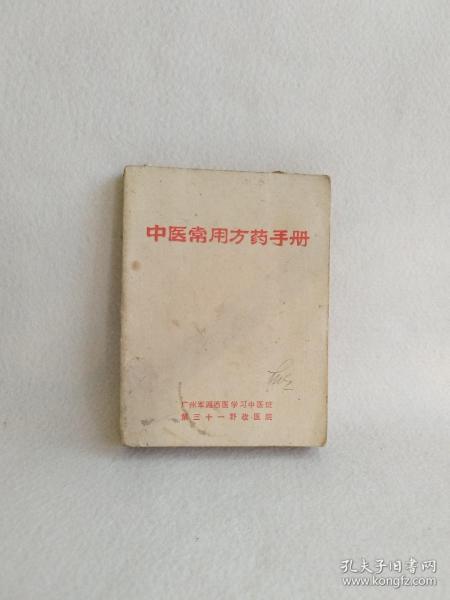 中医常用方药手册
广州军区西医学习中医班
第三十一野战医院
孔夫子旧书网
www.kongfz.com